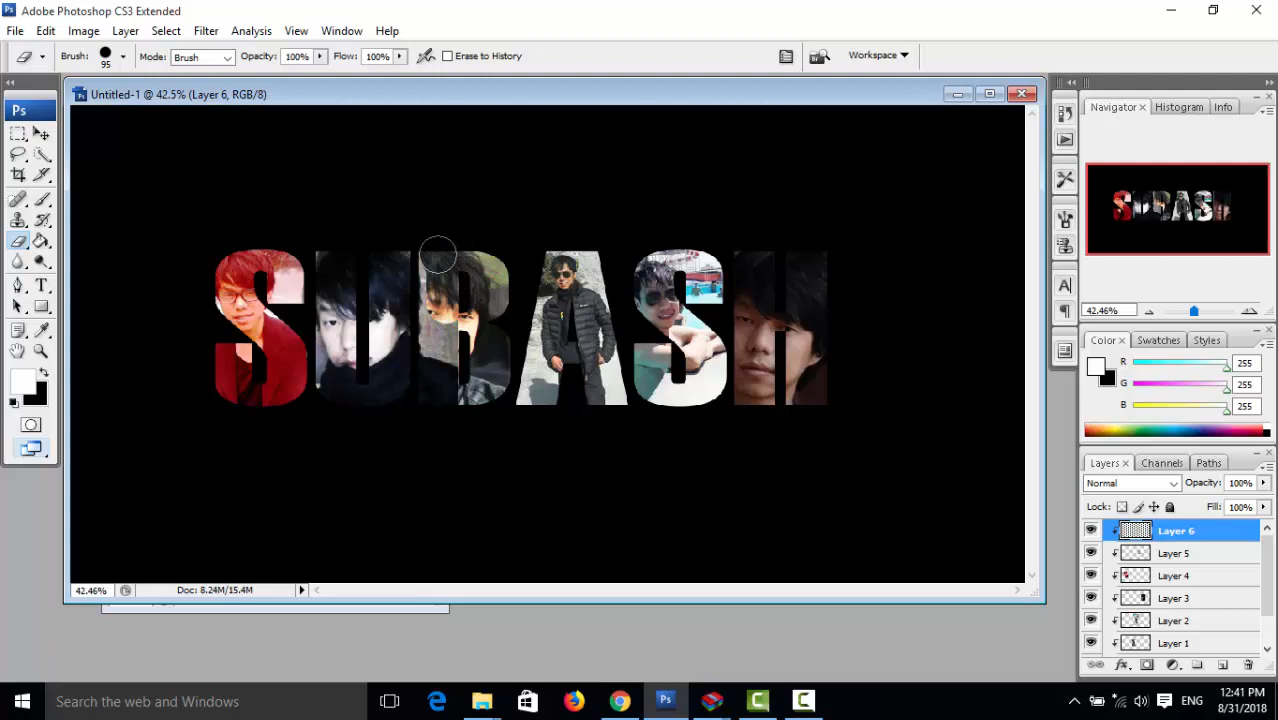 Ps Adobe Photoshop CS3 Extended
File Edit Image Layer Select Filter Analysis View Window Help
Brush: 95 Mode: Brush Opacity: 100% Flow: 100% Erase to History Workspace
Ps
Untitled-1 @ 42.5% (Layer 6, RGB/8)
SUBASH
42.46% Doc: 8.24M/15.4M
Navigator Histogram Info
42.46%
Color Swatches Styles
R 255
G 255
B 255
Layers Channels Paths
Normal Opacity: 100%
Lock: Fill: 100%
Layer 6
Layer 5
Layer 4
Layer 3
Layer 2
Layer 1
Search the web and Windows
Ps
ENG
12:41 PM
8/31/2018